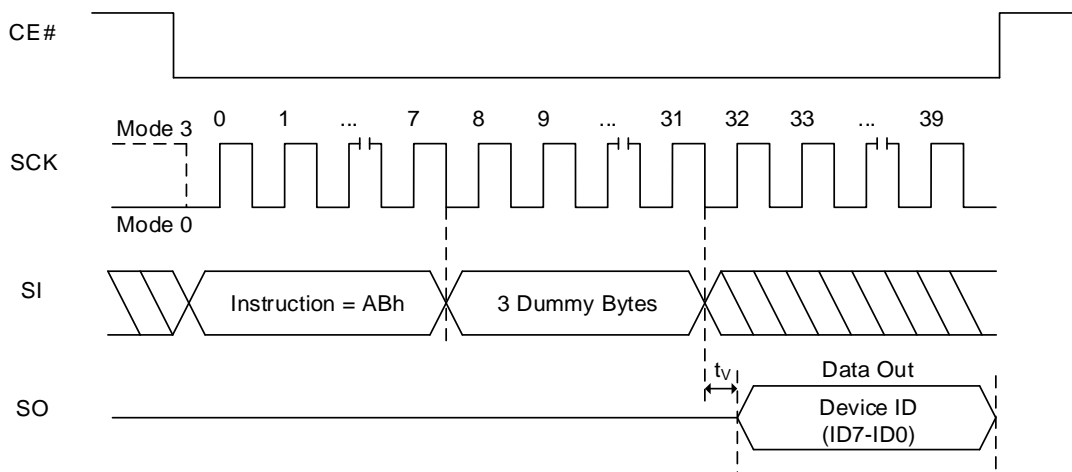 CE#
0 1 ... 7 8 9 ... 31 32 33 ... 39
Mode 3
SCK
Mode 0
SI
Instruction = ABh
3 Dummy Bytes
tV
Data Out
SO
Device ID
(ID7-ID0)